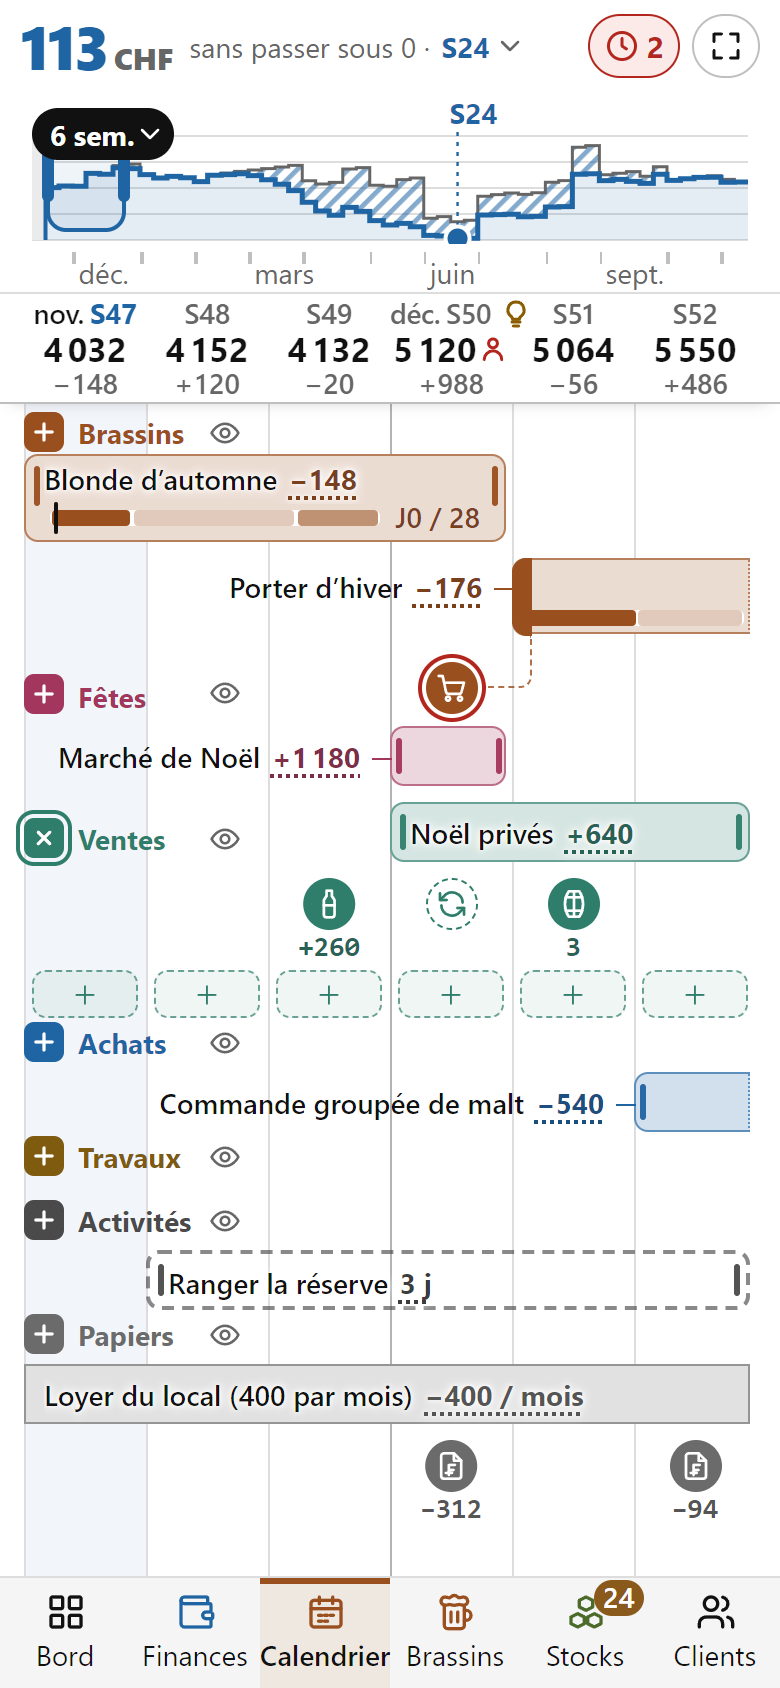 113 CHF sans passer sous 0 · S24
2
S24
6 sem.
déc. mars juin sept.
nov. S47 S48 S49 déc. S50 S51 S52
4 032 4 152 4 132 5 120 5 064 5 550
−148 +120 −20 +988 −56 +486
Brassins
Blonde d’automne −148
J0 / 28
Porter d’hiver −176
Fêtes
Marché de Noël +1 180
Ventes
Noël privés +640
+260 3
Achats
Commande groupée de malt −540
Travaux
Activités
Ranger la réserve 3 j
Papiers
Loyer du local (400 par mois) −400 / mois
−312 −94
24
Bord Finances Calendrier Brassins Stocks Clients